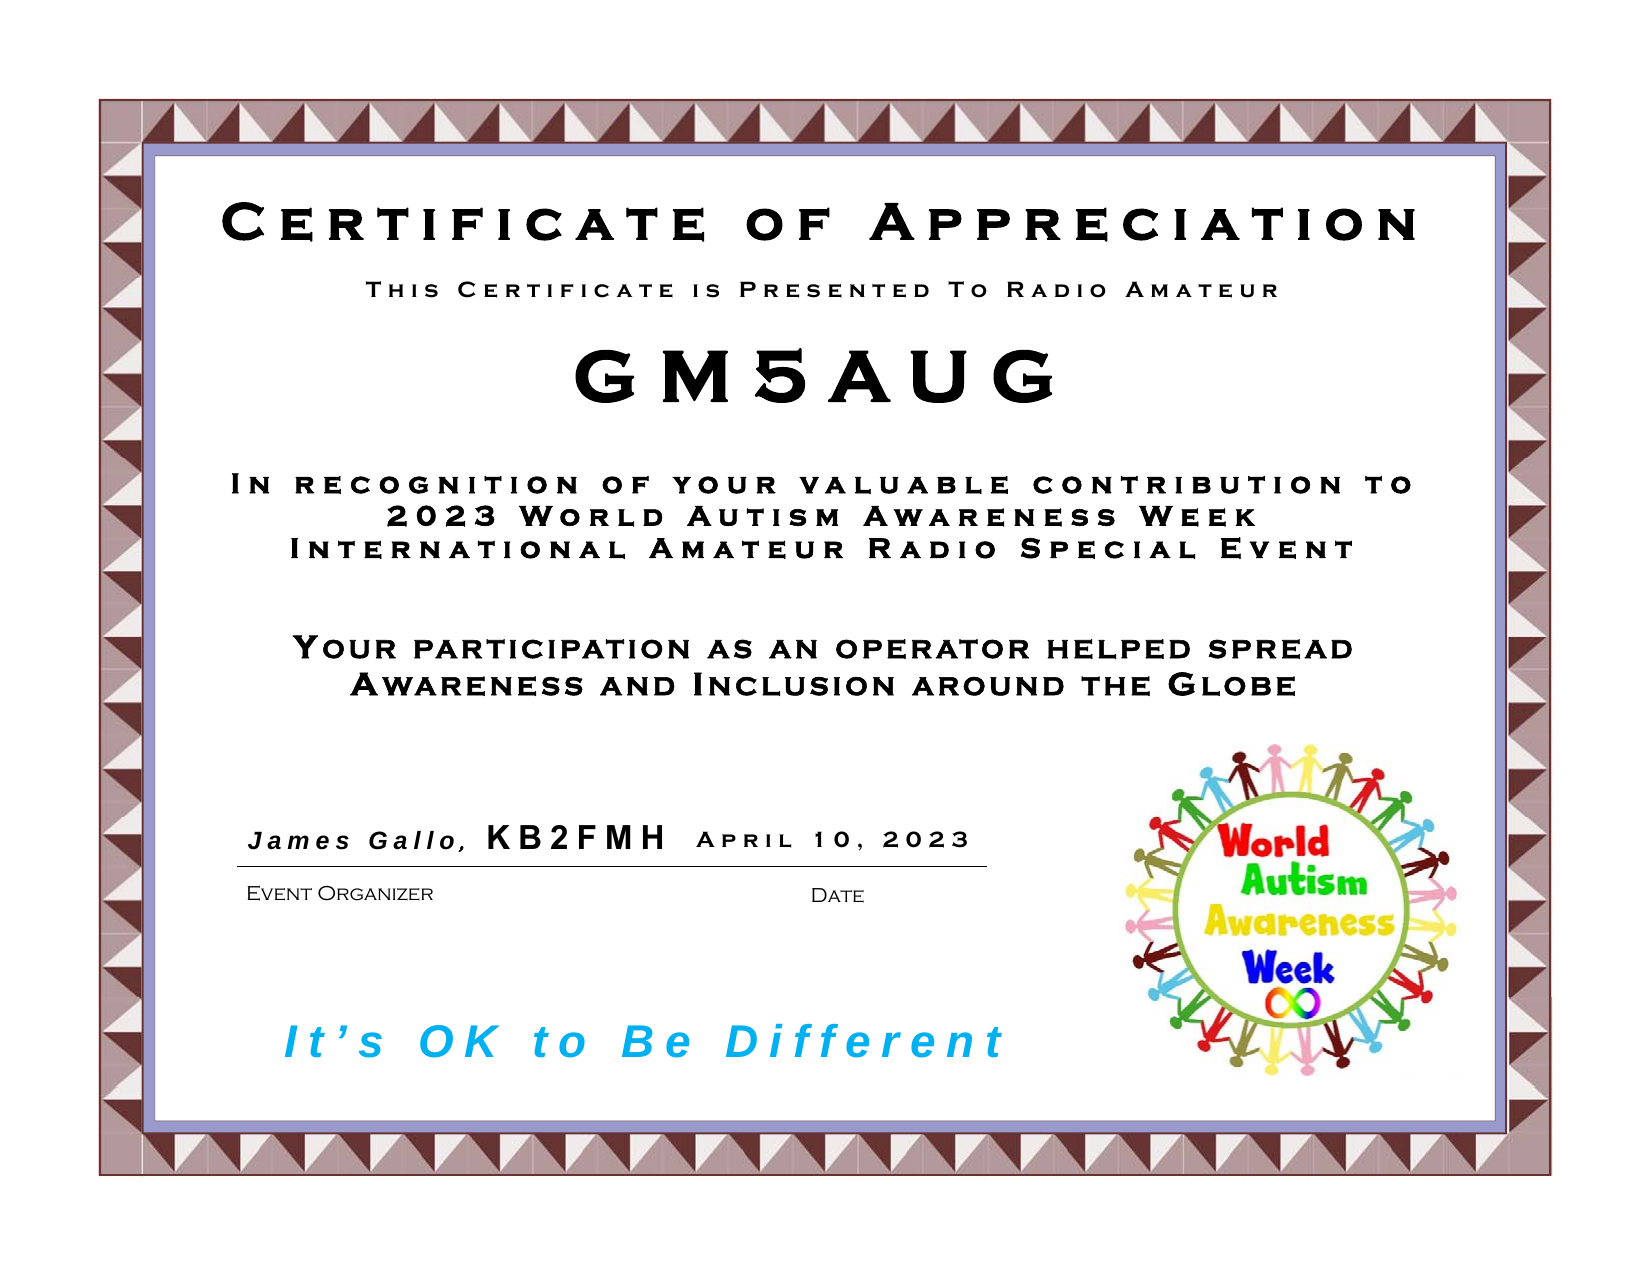 Certificate of Appreciation
This Certificate is Presented To Radio Amateur
GM5AUG
In recognition of your valuable contribution to
2023 World Autism Awareness Week
International Amateur Radio Special Event
Your participation as an operator helped spread
Awareness and Inclusion around the Globe
James Gallo, KB2FMH April 10, 2023
Event Organizer Date
World
Autism
Awareness
Week
It’s OK to Be Different